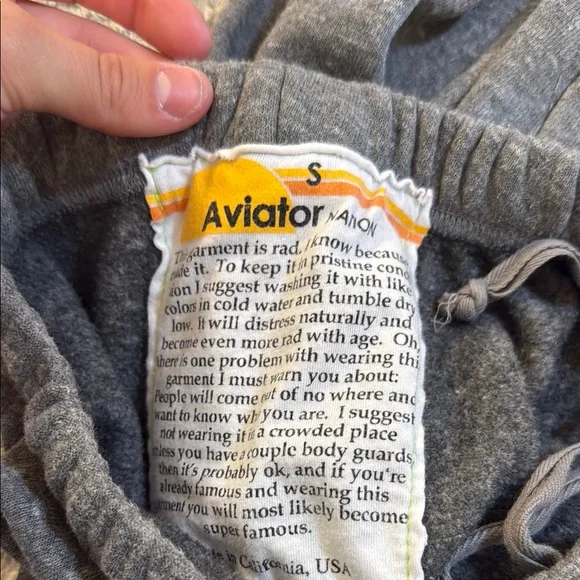 S
Aviator NATION
This garment is rad. I know because
made it. To keep it in pristine cond
ion I suggest washing it with like
colors in cold water and tumble dry
low. It will distress naturally and
become even more rad with age. Oh,
there is one problem with wearing this
garment I must warn you about:
People will come out of no where and
want to know who you are. I suggest
not wearing it in a crowded place
unless you have a couple body guards,
then it's probably ok, and if you're
already famous and wearing this
garment you will most likely become
super famous.
in California, USA